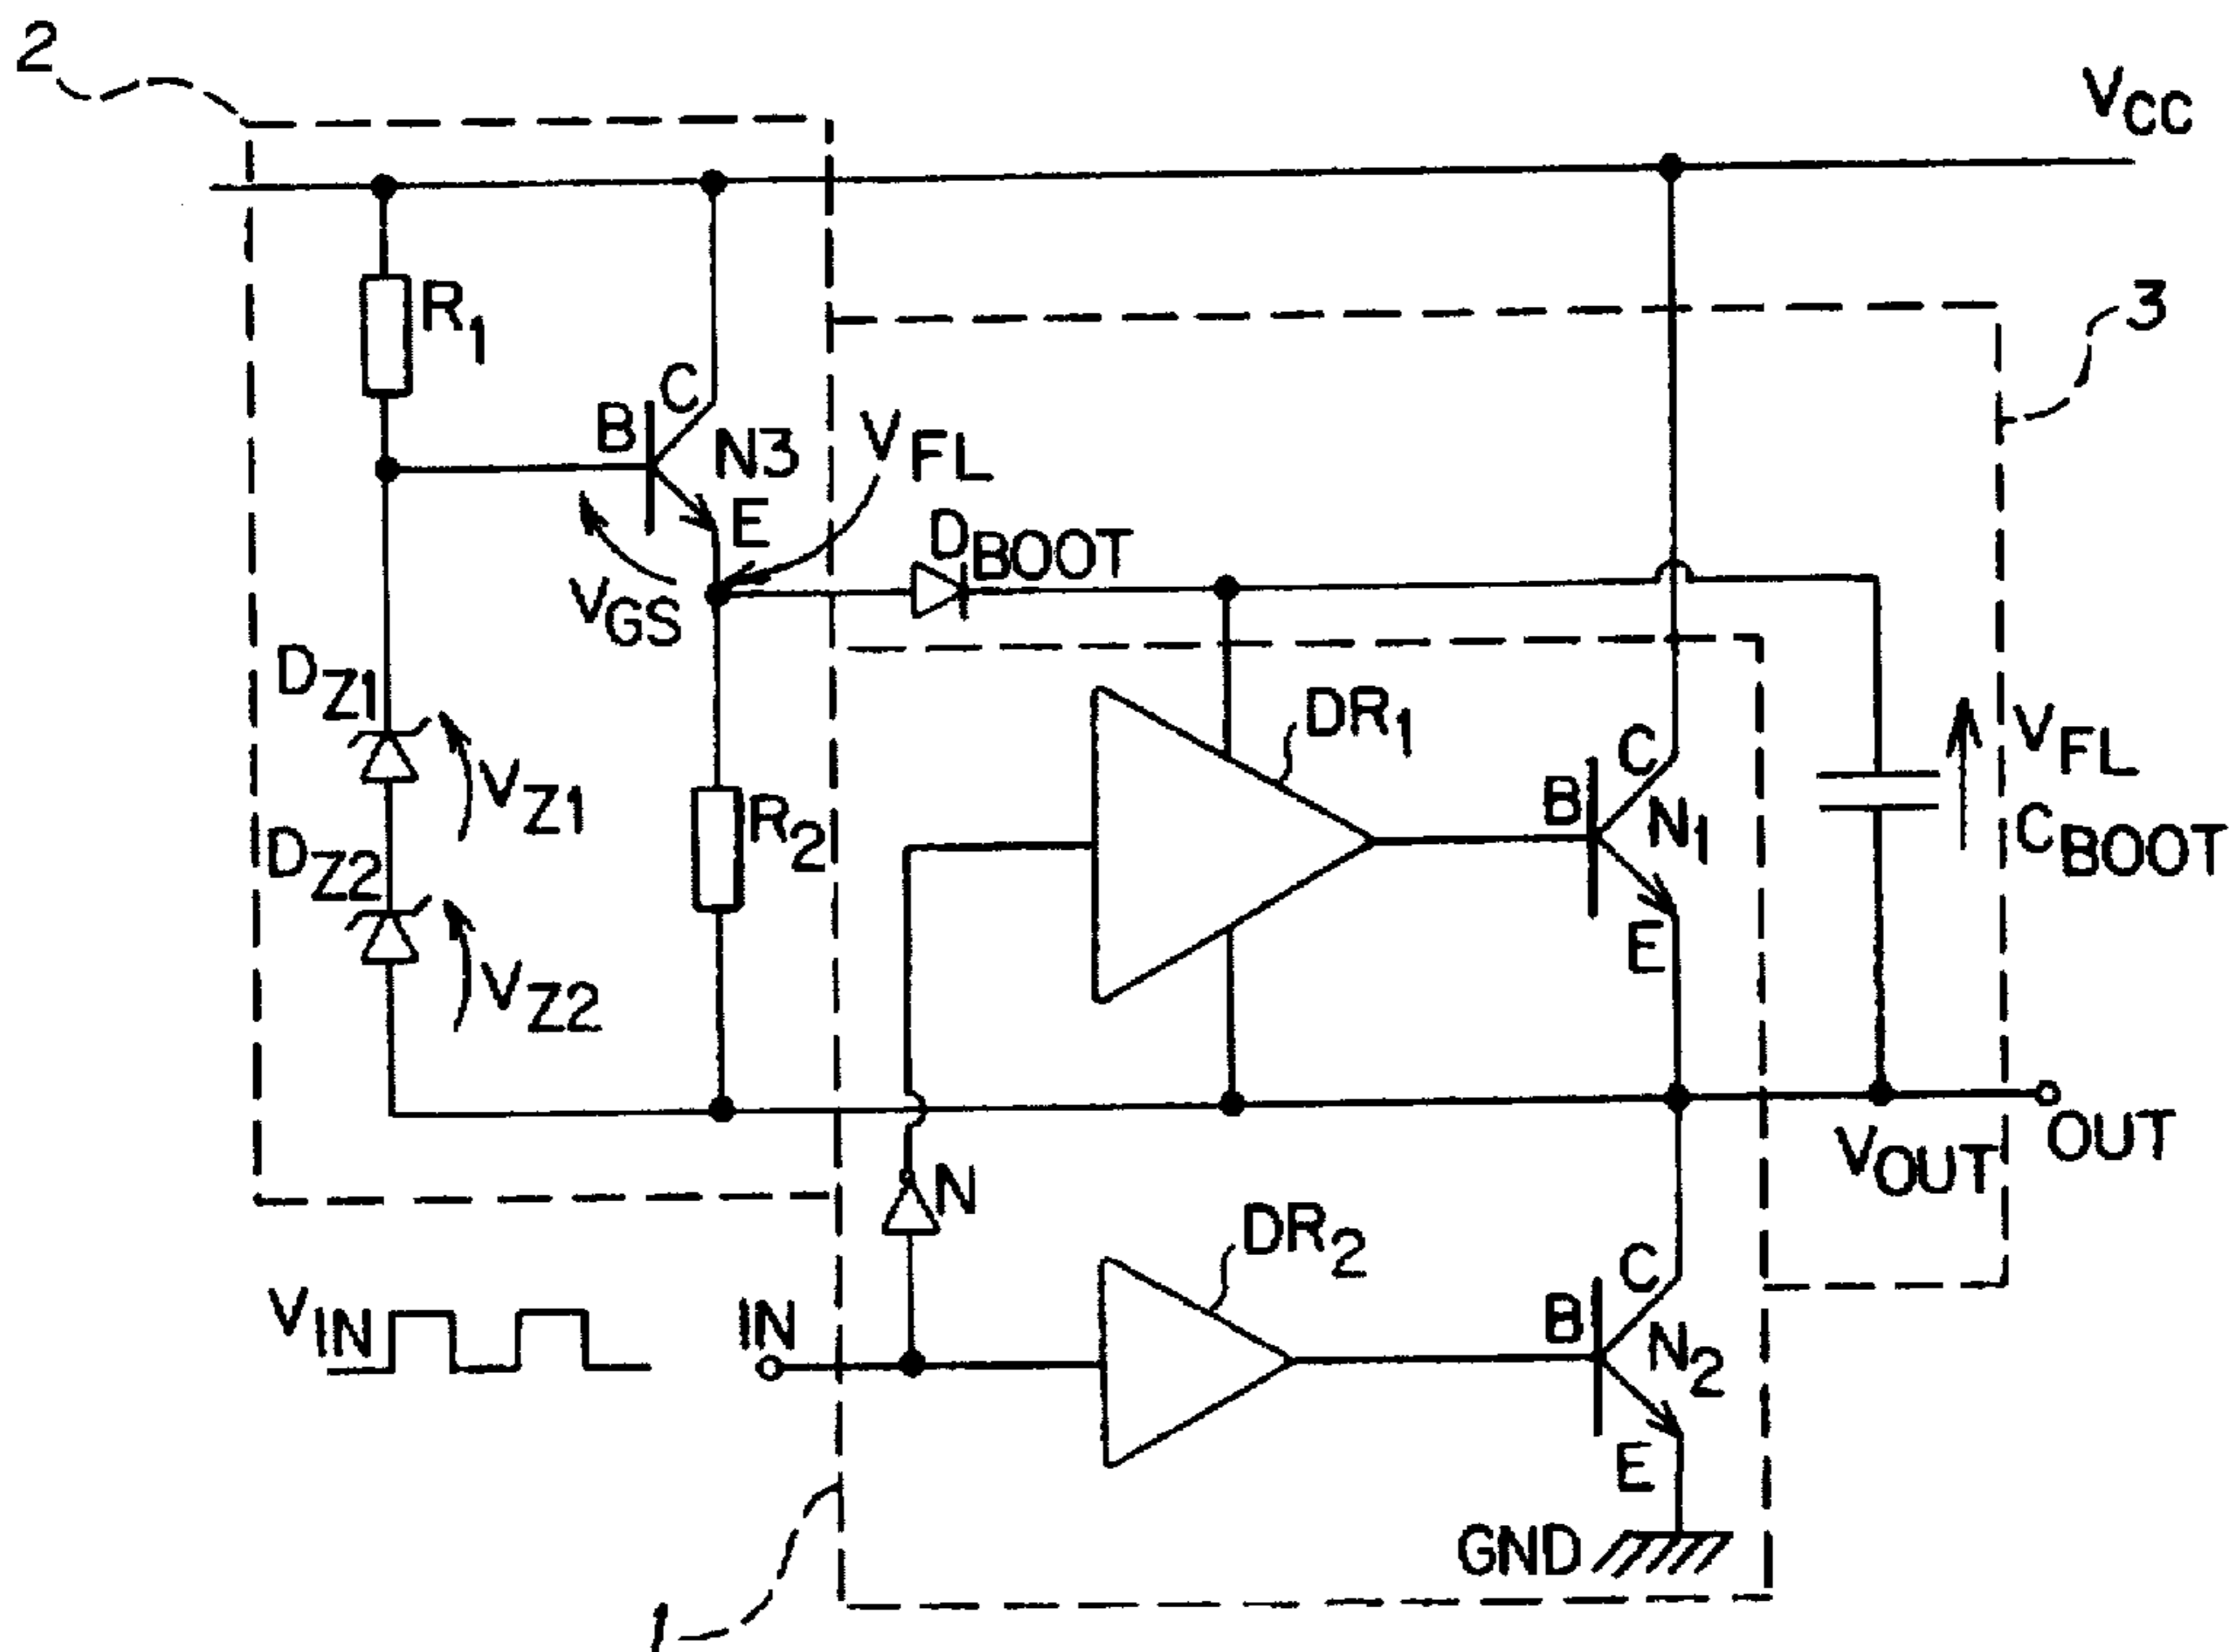 2
VCC
R1
3
C
B
N3
VFL
E
DBOOT
VGS
DZ1
DR1
VFL
C
VZ1
B
N1
R2
CBOOT
DZ2
E
VZ2
VOUT
OUT
N
DR2
C
VIN
IN
B
N2
E
GND
1